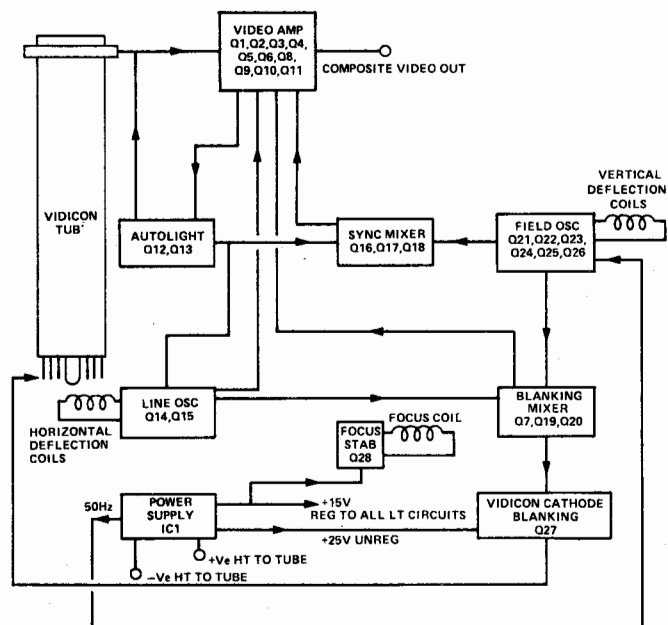 VIDEO AMP
Q1,Q2,Q3,Q4,
Q5,Q6,Q8,
Q9,Q10,Q11
COMPOSITE VIDEO OUT
VIDICON
TUB'
AUTOLIGHT
Q12,Q13
SYNC MIXER
Q16,Q17,Q18
VERTICAL
DEFLECTION
COILS
FIELD OSC
Q21,Q22,Q23,
Q24,Q25,Q26
HORIZONTAL
DEFLECTION
COILS
LINE OSC
Q14,Q15
FOCUS
STAB
Q28
FOCUS COIL
BLANKING
MIXER
Q7,Q19,Q20
50Hz
POWER
SUPPLY
IC1
+15V
REG TO ALL LT CIRCUITS
+25V UNREG
VIDICON CATHODE
BLANKING
Q27
+Ve HT TO TUBE
−Ve HT TO TUBE